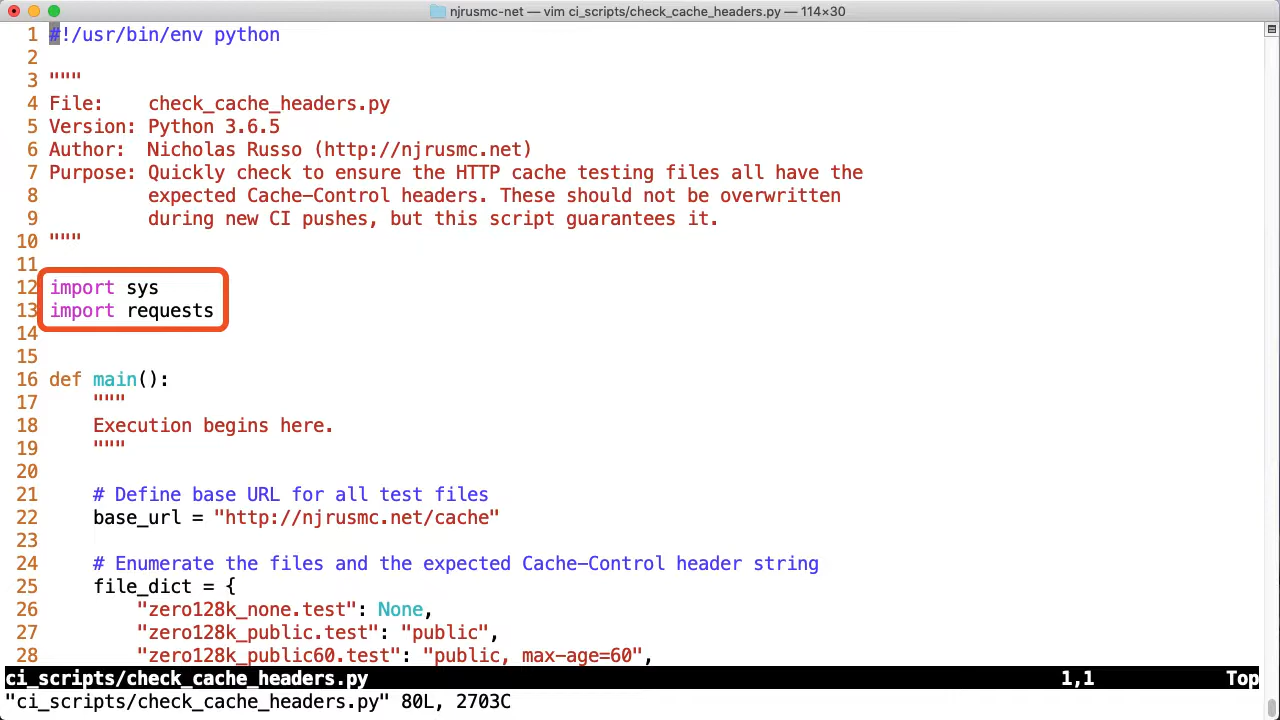 njrusmc-net — vim ci_scripts/check_cache_headers.py — 114×30
1 #!/usr/bin/env python
2
3 """
4 File:    check_cache_headers.py
5 Version: Python 3.6.5
6 Author:  Nicholas Russo (http://njrusmc.net)
7 Purpose: Quickly check to ensure the HTTP cache testing files all have the
8          expected Cache-Control headers. These should not be overwritten
9          during new CI pushes, but this script guarantees it.
10 """
11
12 import sys
13 import requests
14
15
16 def main():
17     """
18     Execution begins here.
19     """
20
21     # Define base URL for all test files
22     base_url = "http://njrusmc.net/cache"
23
24     # Enumerate the files and the expected Cache-Control header string
25     file_dict = {
26         "zero128k_none.test": None,
27         "zero128k_public.test": "public",
28         "zero128k_public60.test": "public, max-age=60",
ci_scripts/check_cache_headers.py 1,1 Top
"ci_scripts/check_cache_headers.py" 80L, 2703C